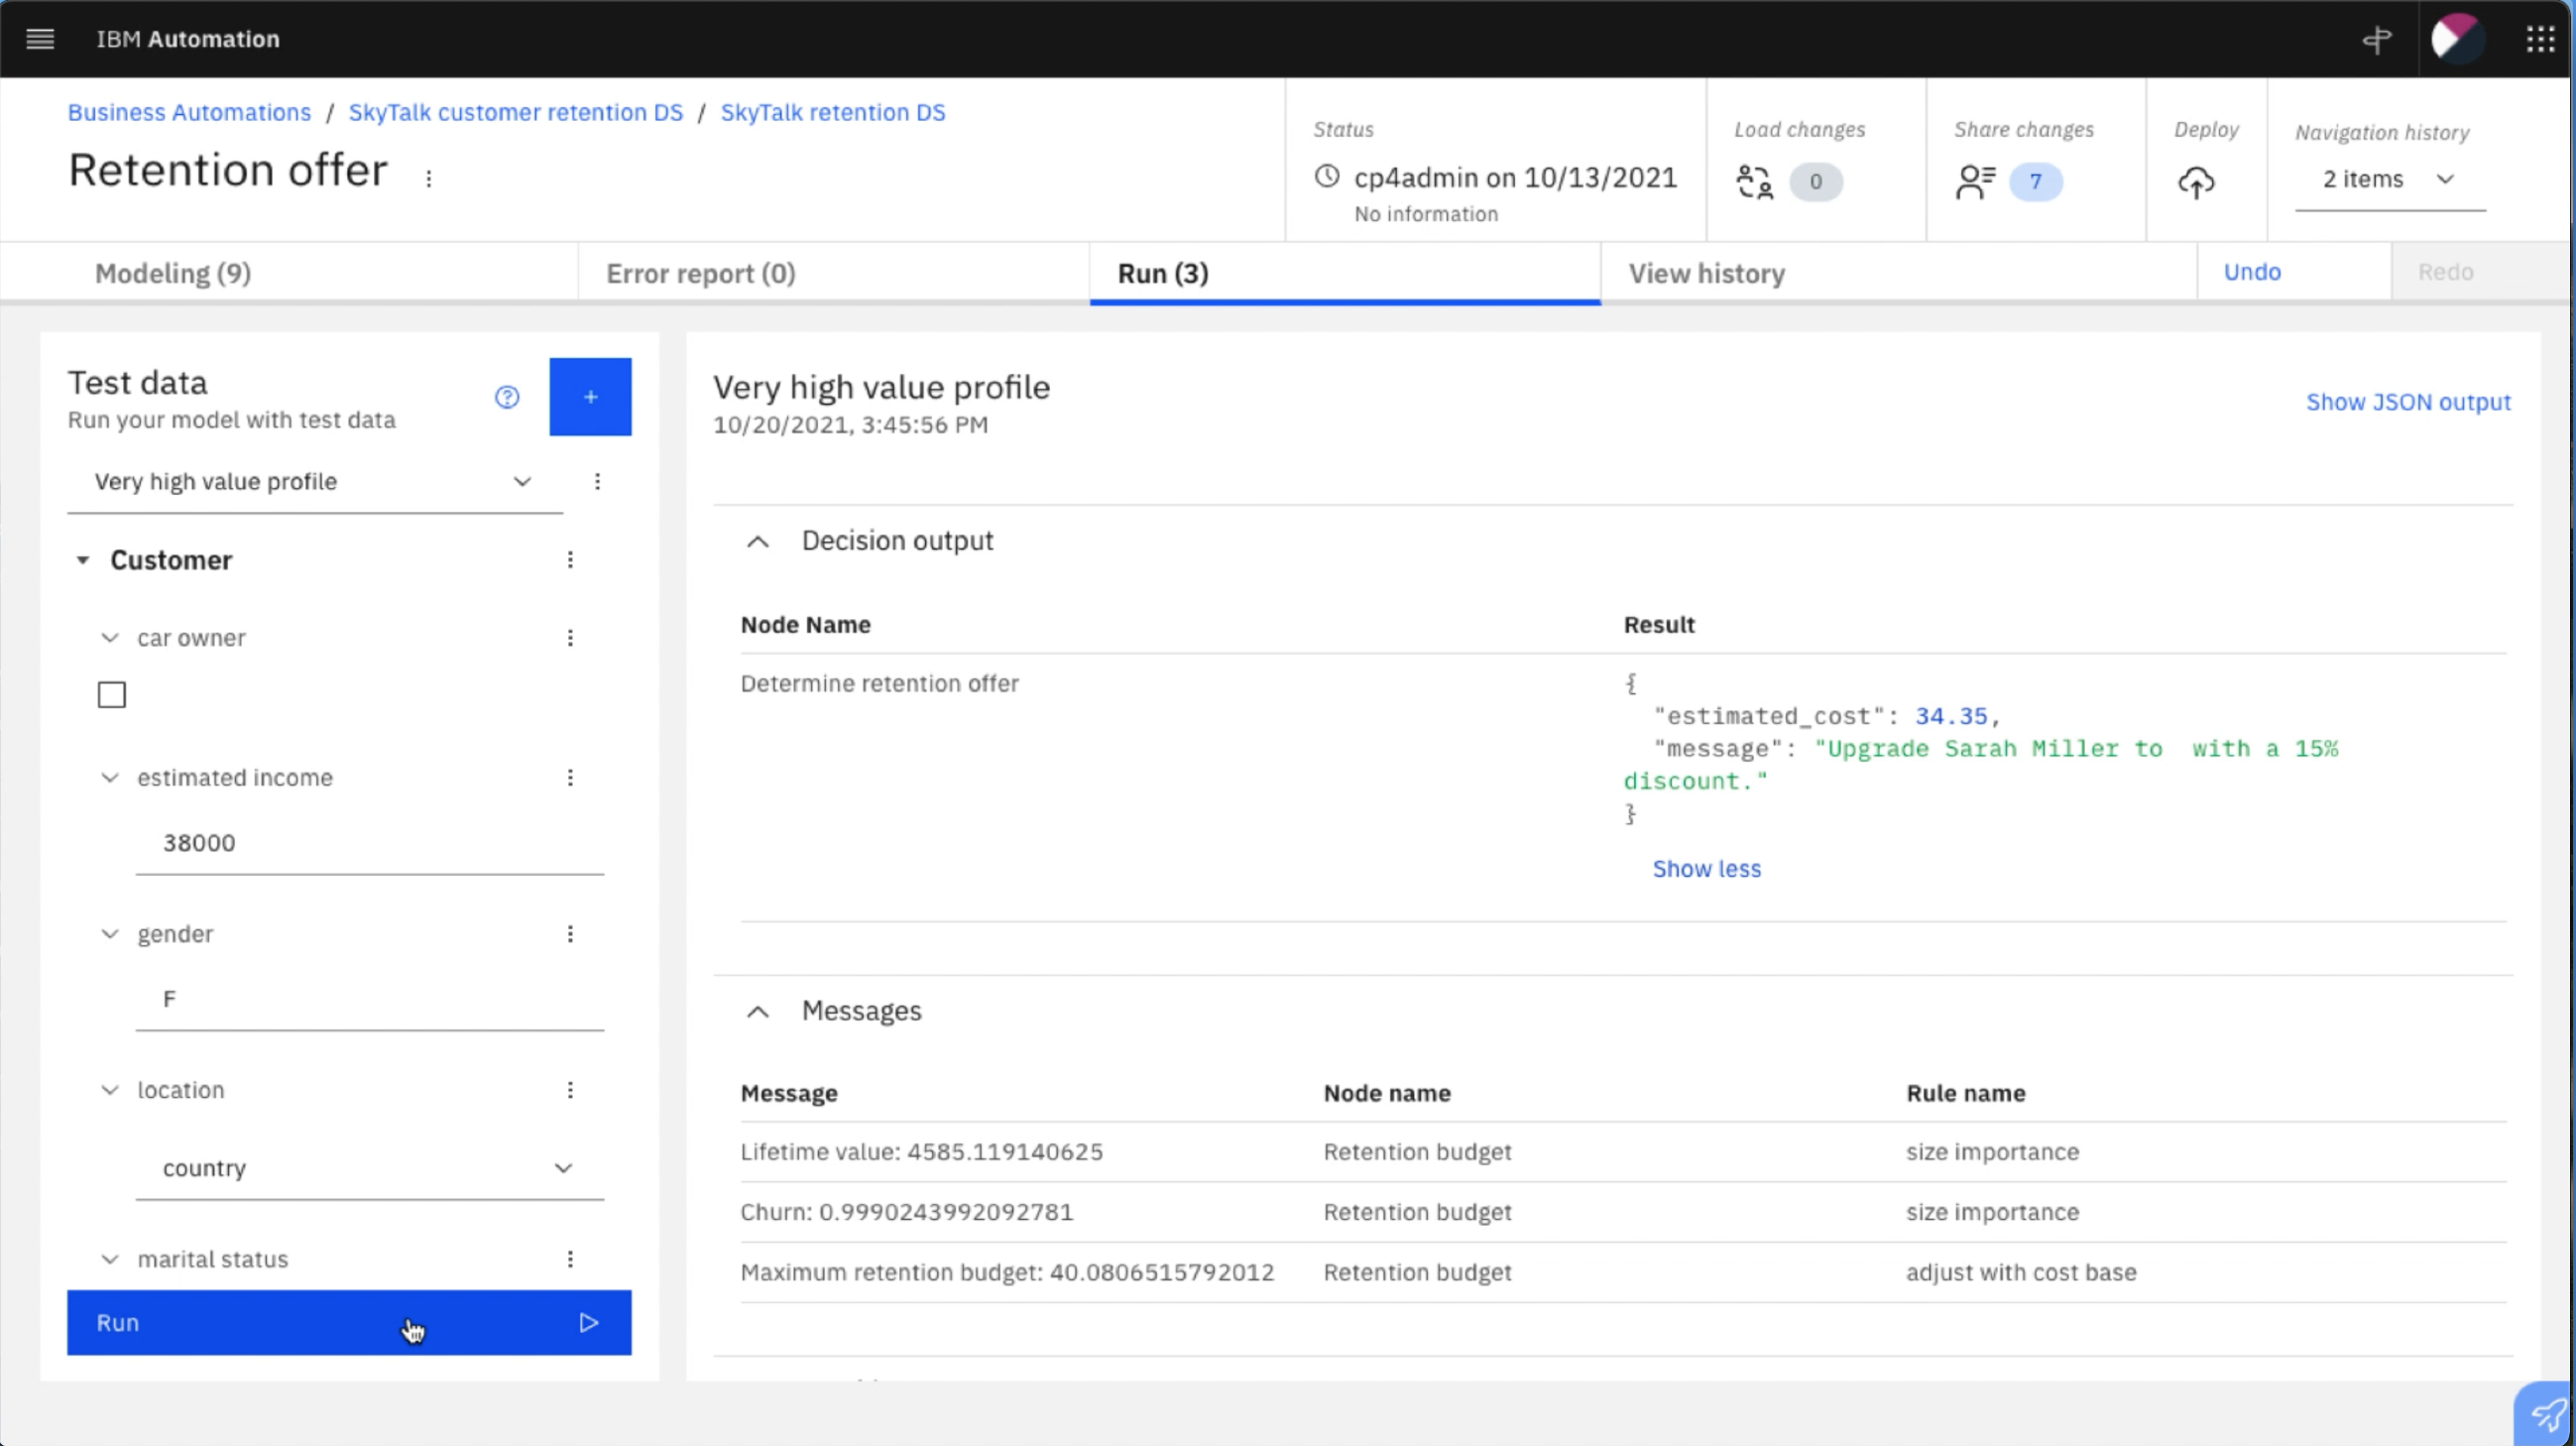 IBM Automation
Business Automations / SkyTalk customer retention DS / SkyTalk retention DS
Retention offer
Status
cp4admin on 10/13/2021
No information
Load changes
0
Share changes
7
Deploy
Navigation history
2 items
Modeling (9)
Error report (0)
Run (3)
View history
Undo
Redo
Test data
Run your model with test data
+
Very high value profile
Customer
car owner
estimated income
38000
gender
F
location
country
marital status
Run
Very high value profile
10/20/2021, 3:45:56 PM
Show JSON output
Decision output
Node Name Result
Determine retention offer
{
"estimated_cost": 34.35,
"message": "Upgrade Sarah Miller to  with a 15%
discount."
}
Show less
Messages
Message Node name Rule name
Lifetime value: 4585.119140625 Retention budget size importance
Churn: 0.9990243992092781 Retention budget size importance
Maximum retention budget: 40.0806515792012 Retention budget adjust with cost base